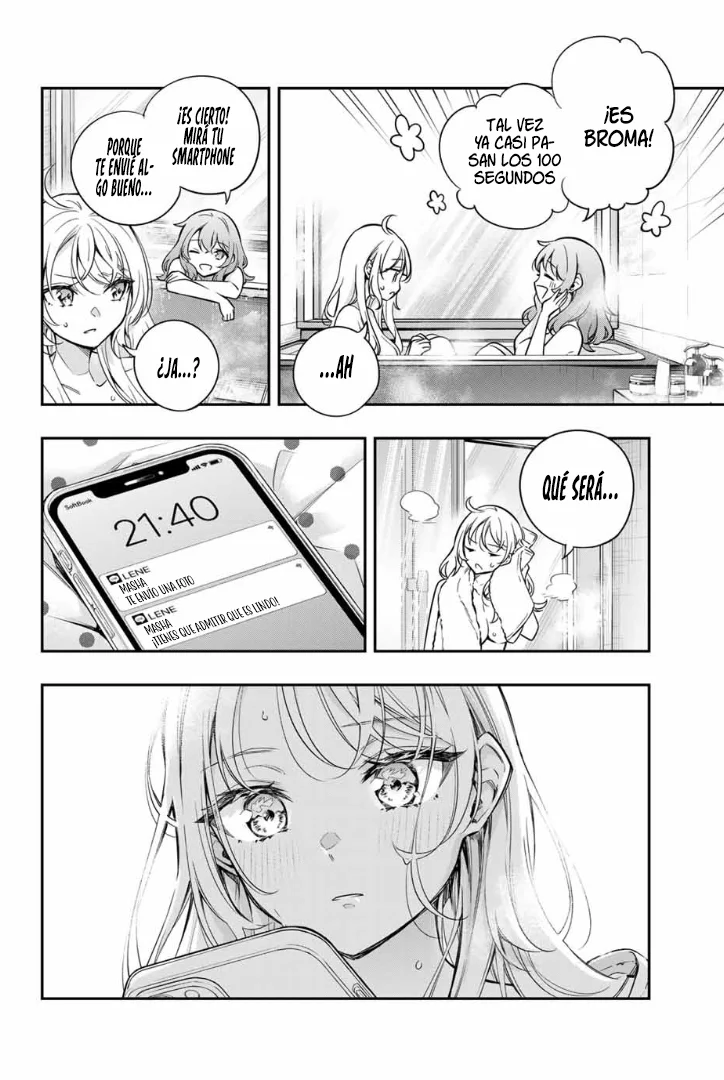 ¡ES
BROMA!
TAL VEZ
YA CASI PA-
SAN LOS 100
SEGUNDOS
...AH
¡ES CIERTO!
MIRÁ TU
SMARTPHONE
PORQUE
TE ENVIÉ AL-
GO BUENO...
¿JA...?
QUÉ SERÁ...
SoftBook
21:40
LENE
MASHA
TE ENVÍO UNA FOTO
LENE
MASHA
¡TIENES QUE ADMITIR QUE ES LINDO!